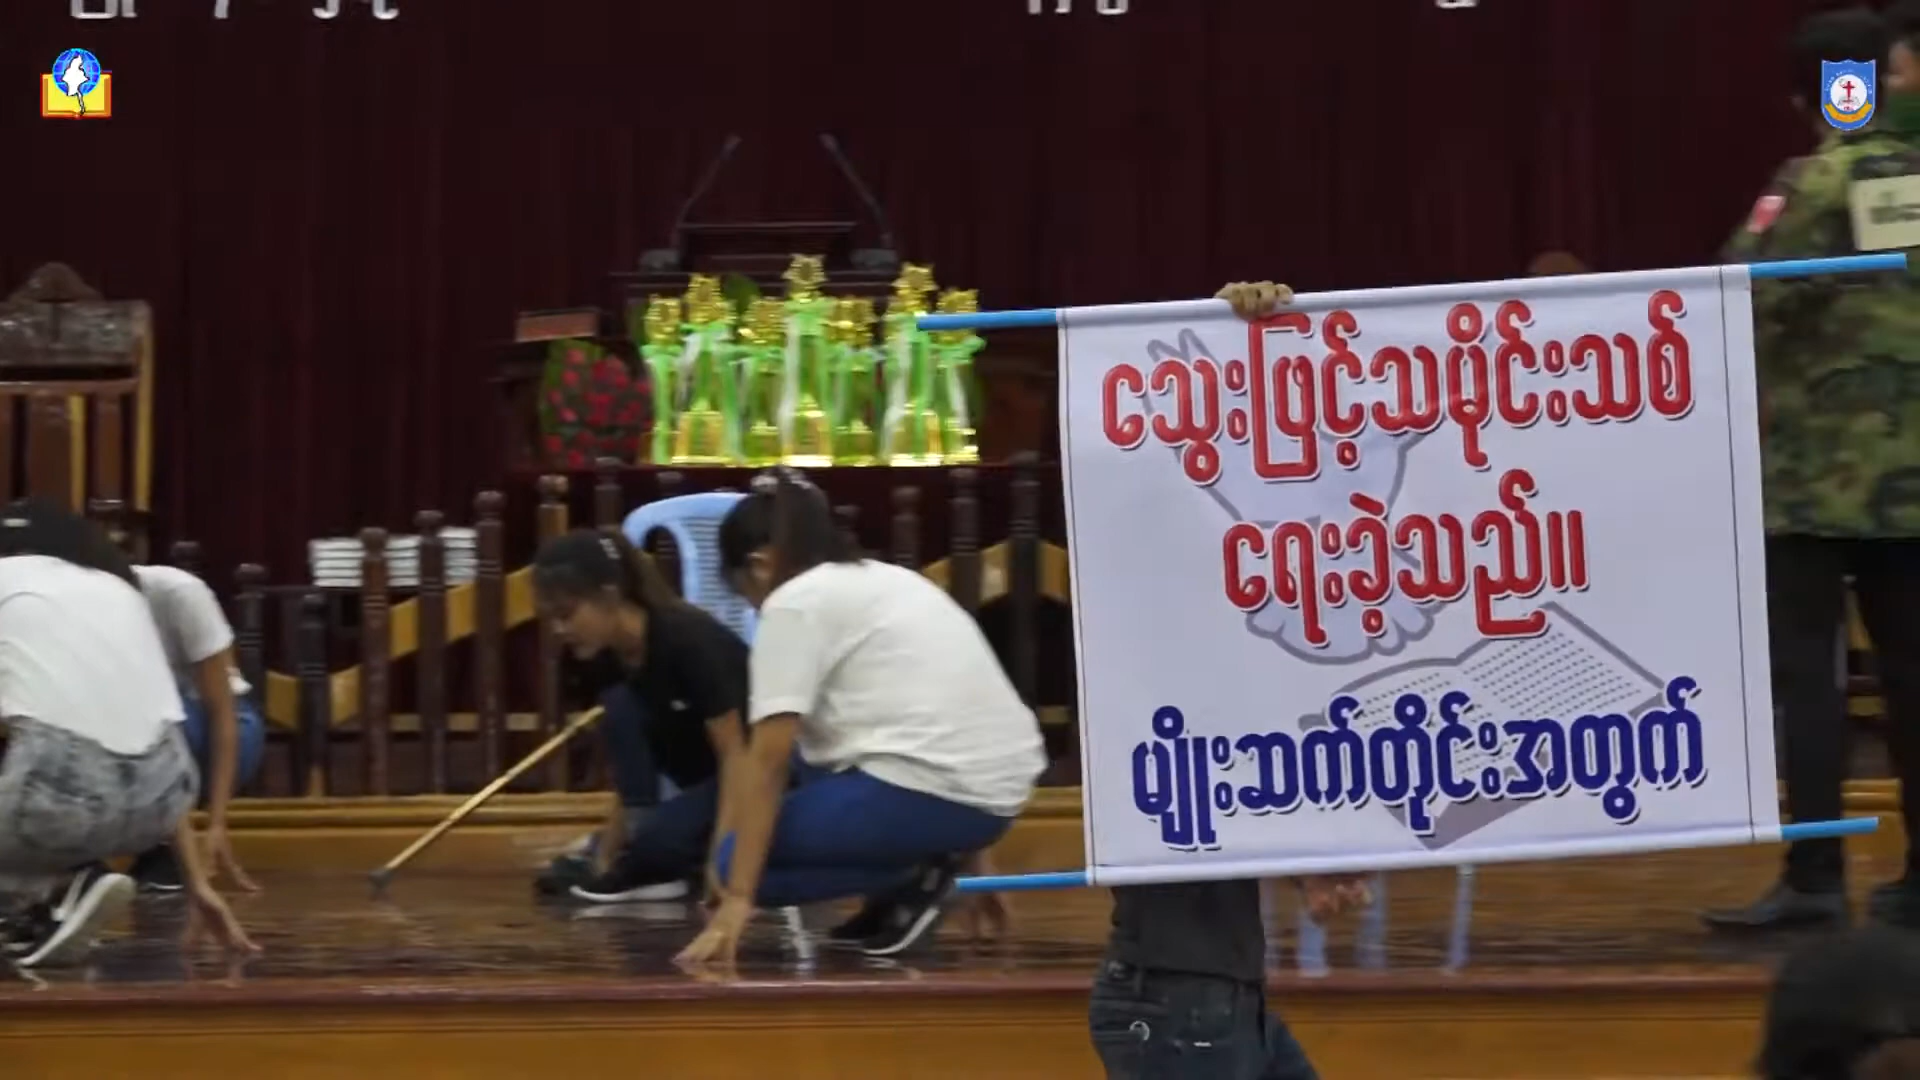 သွေးဖြင့်သမိုင်းသစ်
ရေးခဲ့သည်။
မျိုးဆက်တိုင်းအတွက်